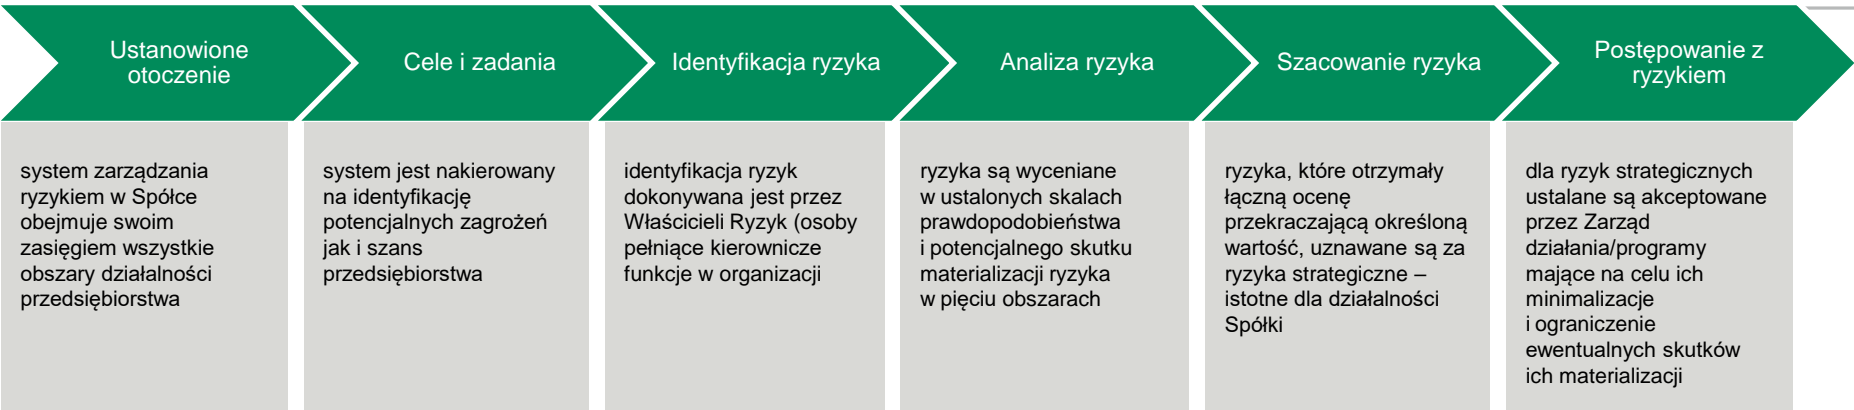 Ustanowione
otoczenie
Cele i zadania
Identyfikacja ryzyka
Analiza ryzyka
Szacowanie ryzyka
Postępowanie z
ryzykiem
system zarządzania
ryzykiem w Spółce
obejmuje swoim
zasięgiem wszystkie
obszary działalności
przedsiębiorstwa
system jest nakierowany
na identyfikację
potencjalnych zagrożeń
jak i szans
przedsiębiorstwa
identyfikacja ryzyk
dokonywana jest przez
Właścicieli Ryzyk (osoby
pełniące kierownicze
funkcje w organizacji
ryzyka są wyceniane
w ustalonych skalach
prawdopodobieństwa
i potencjalnego skutku
materializacji ryzyka
w pięciu obszarach
ryzyka, które otrzymały
łączną ocenę
przekraczającą określoną
wartość, uznawane są za
ryzyka strategiczne –
istotne dla działalności
Spółki
dla ryzyk strategicznych
ustalane są akceptowane
przez Zarząd
działania/programy
mające na celu ich
minimalizacje
i ograniczenie
ewentualnych skutków
ich materializacji